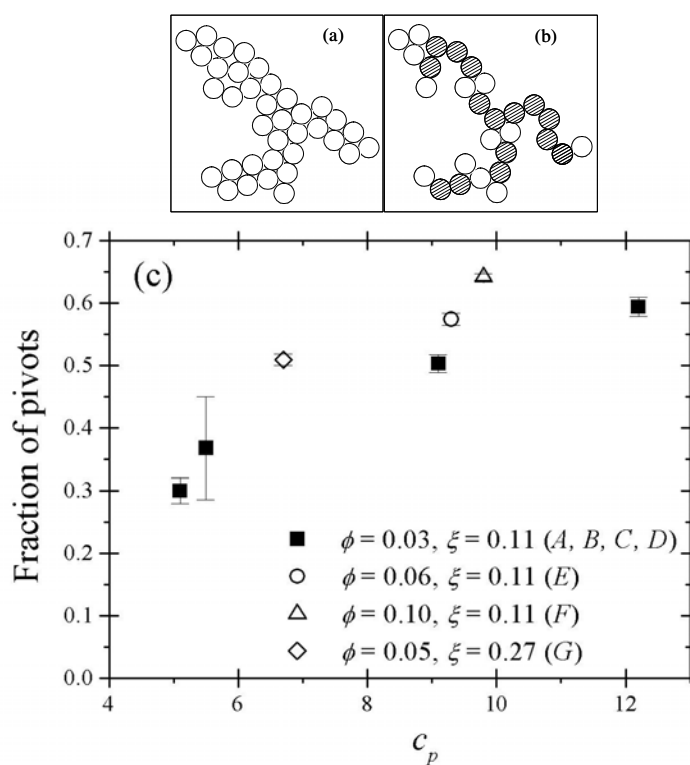 (a)
(b)
(c)
Fraction of pivots
0.7
0.6
0.5
0.4
0.3
0.2
0.1
0.0
ϕ = 0.03, ξ = 0.11 (A, B, C, D)
ϕ = 0.06, ξ = 0.11 (E)
ϕ = 0.10, ξ = 0.11 (F)
ϕ = 0.05, ξ = 0.27 (G)
4 6 8 10 12
cₚ